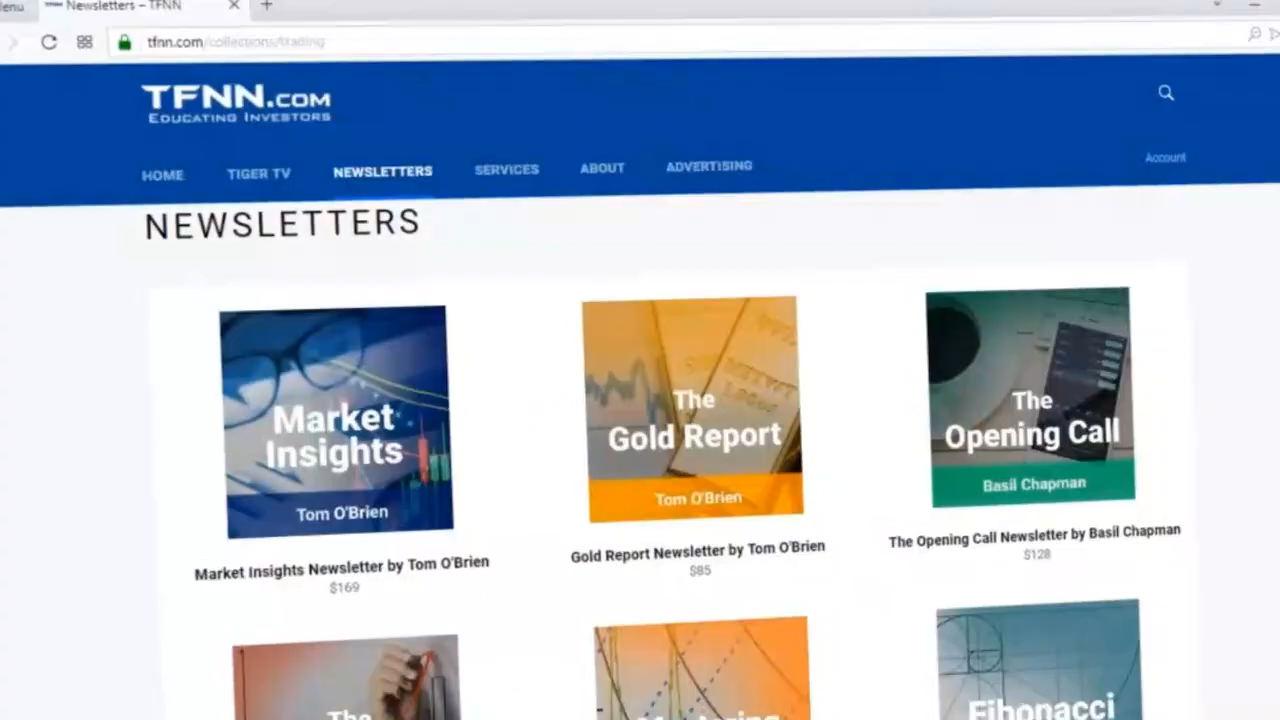 Newsletters – TFNN
tfnn.com/collections/trading
TFNN.COM
EDUCATING INVESTORS
Account
HOME TIGER TV NEWSLETTERS SERVICES ABOUT ADVERTISING
NEWSLETTERS
Market
Insights
Tom O'Brien
The
Gold Report
Tom O'Brien
The
Opening Call
Basil Chapman
Market Insights Newsletter by Tom O'Brien
$169
Gold Report Newsletter by Tom O'Brien
$85
The Opening Call Newsletter by Basil Chapman
$128
The
Fibonacci